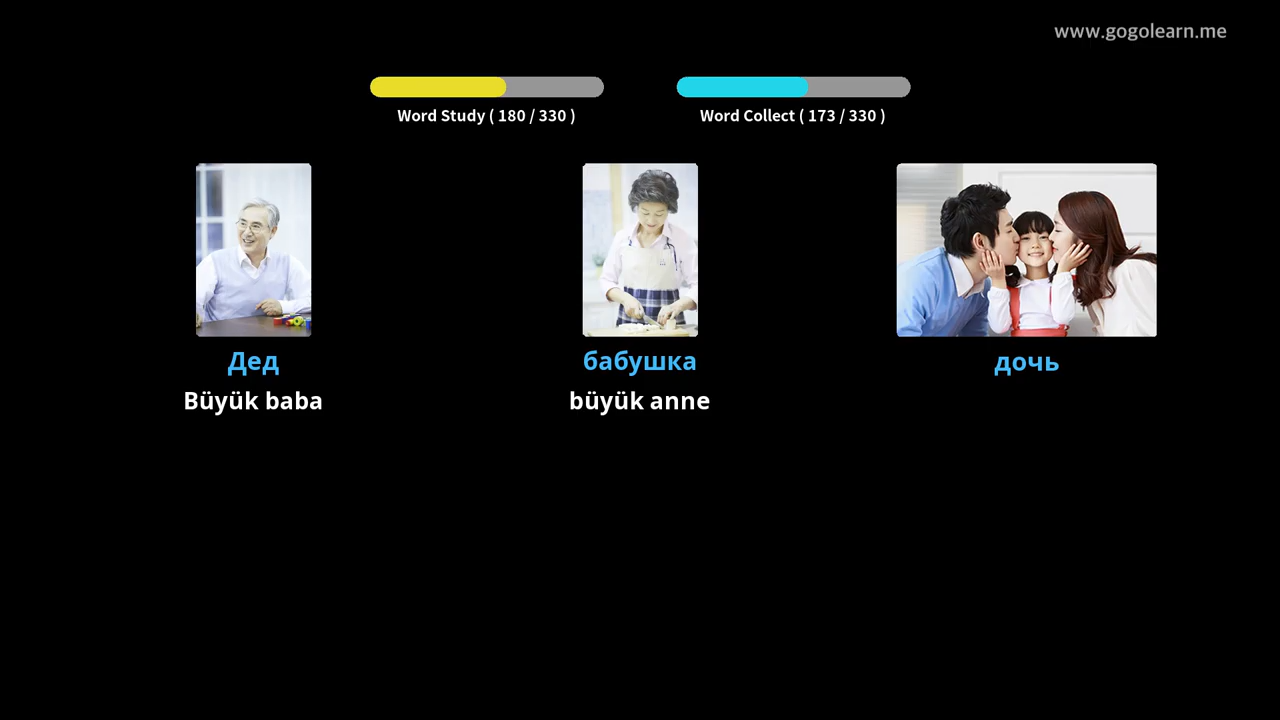 www.gogolearn.me
Word Study ( 180 / 330 )
Word Collect ( 173 / 330 )
Дед
бабушка
дочь
Büyük baba
büyük anne